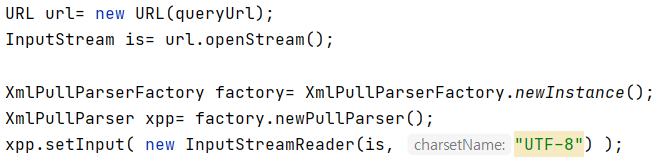 URL url= new URL(queryUrl);
InputStream is= url.openStream();
XmlPullParserFactory factory= XmlPullParserFactory.newInstance();
XmlPullParser xpp= factory.newPullParser();
xpp.setInput( new InputStreamReader(is, charsetName: "UTF-8") );